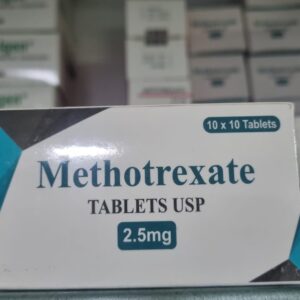 10 x 10 Tablets
Methotrexate
TABLETS USP
2.5mg